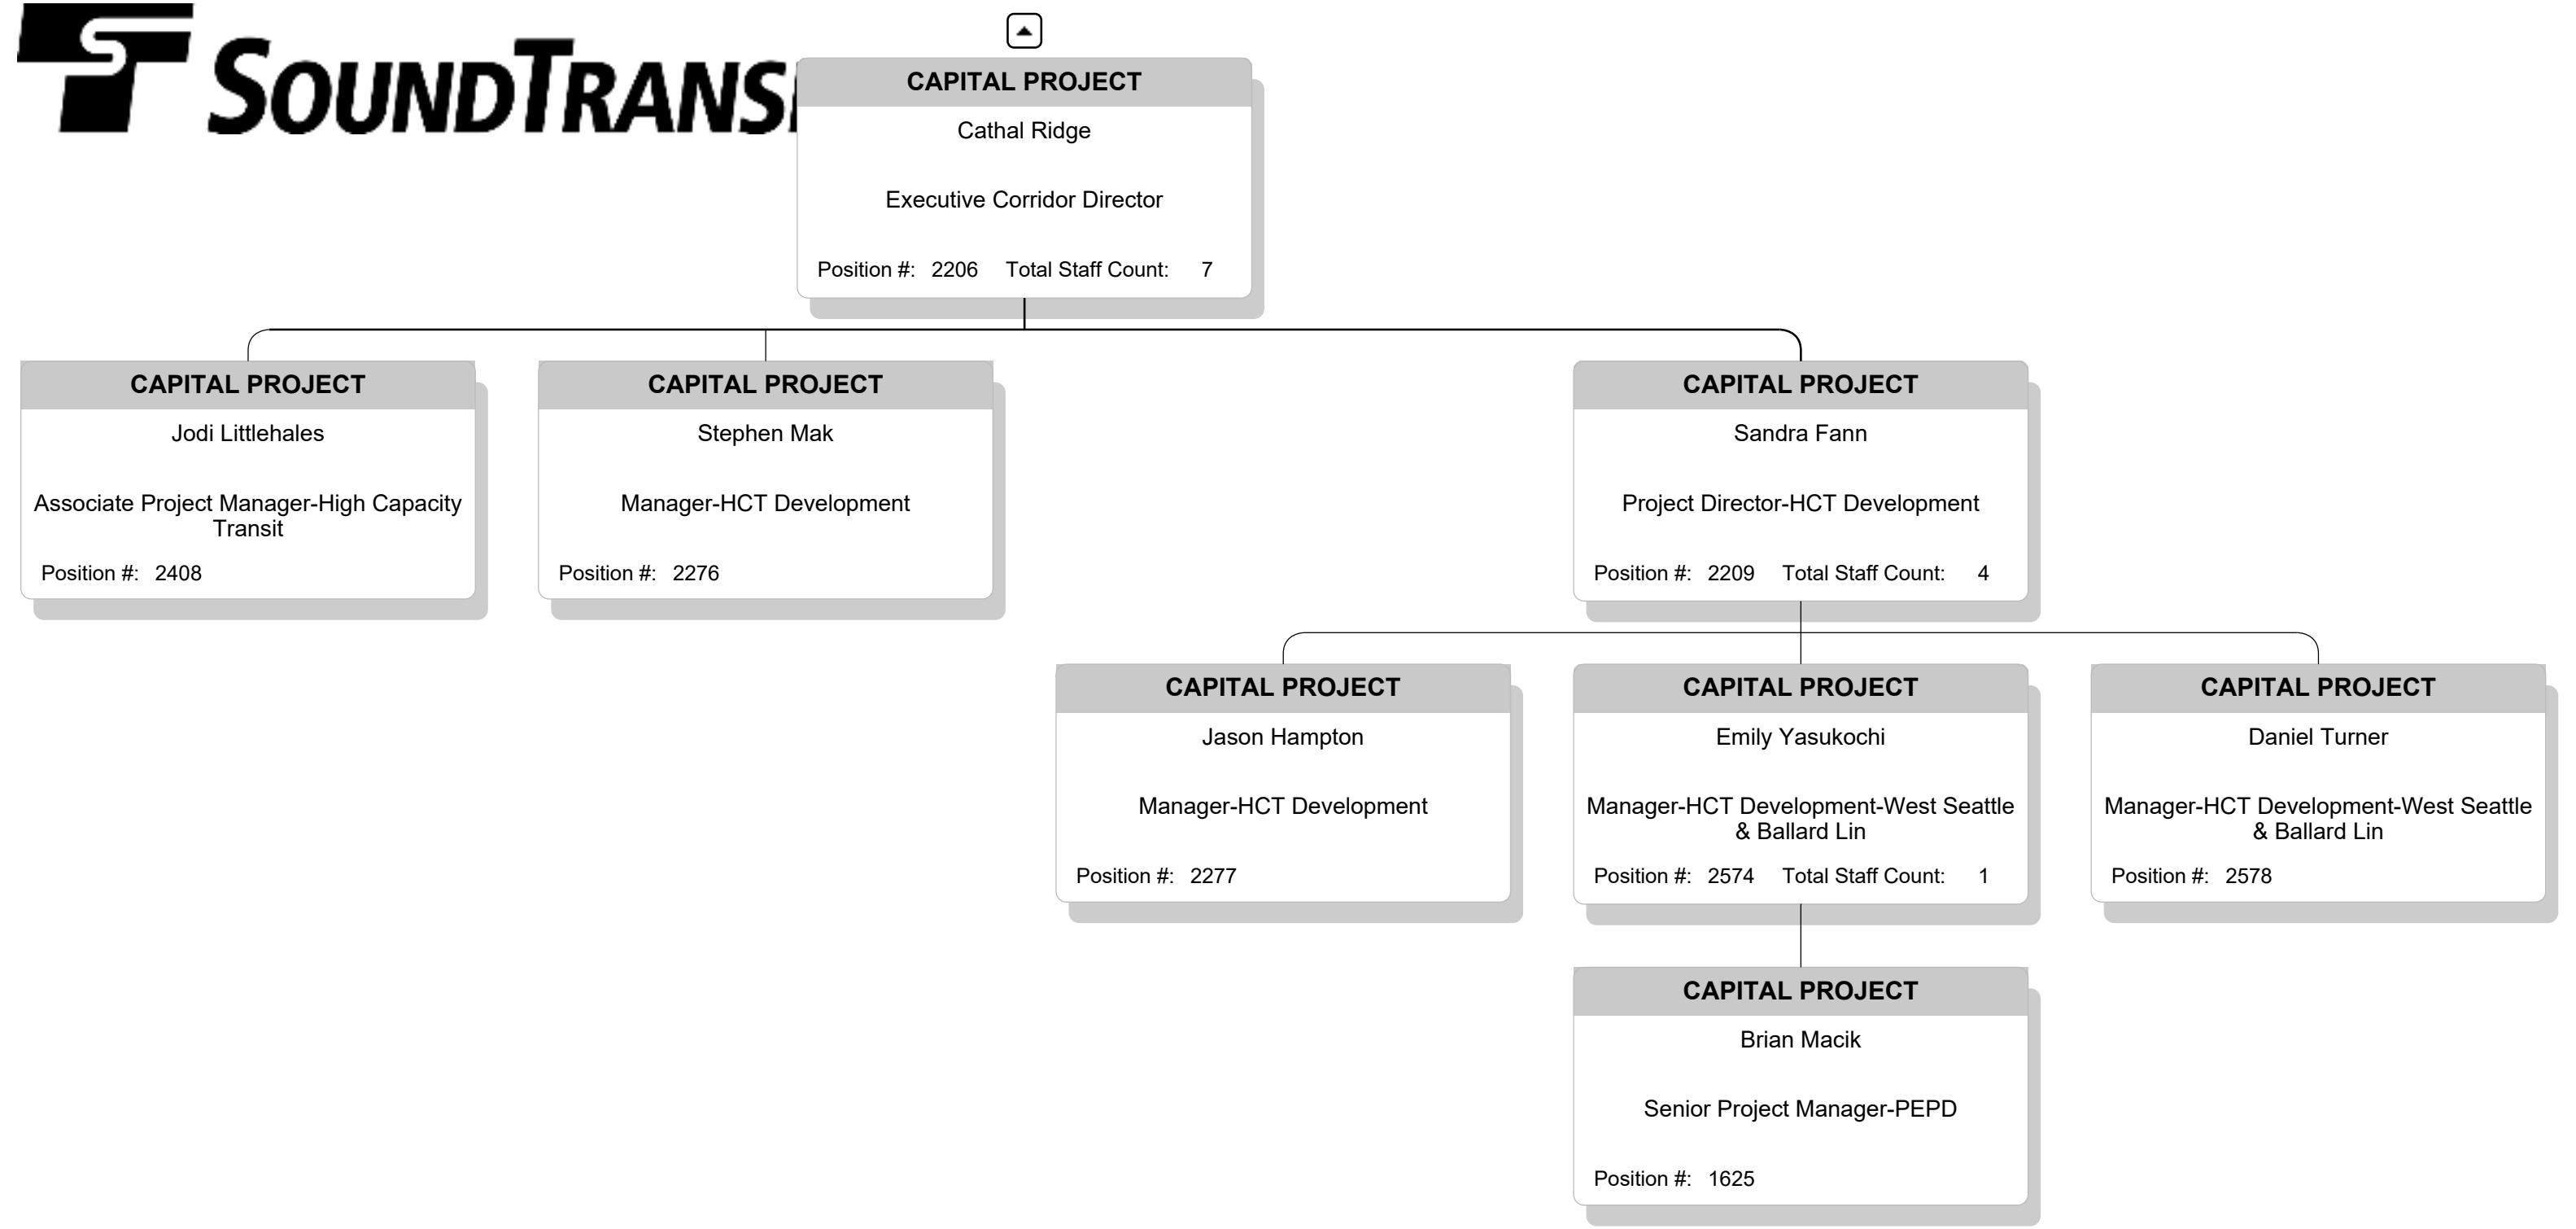 SOUNDTRANSI
CAPITAL PROJECT
Cathal Ridge
Executive Corridor Director
Position #: 2206 Total Staff Count: 7
CAPITAL PROJECT
Jodi Littlehales
Associate Project Manager-High Capacity
Transit
Position #: 2408
CAPITAL PROJECT
Stephen Mak
Manager-HCT Development
Position #: 2276
CAPITAL PROJECT
Sandra Fann
Project Director-HCT Development
Position #: 2209 Total Staff Count: 4
CAPITAL PROJECT
Jason Hampton
Manager-HCT Development
Position #: 2277
CAPITAL PROJECT
Emily Yasukochi
Manager-HCT Development-West Seattle
& Ballard Lin
Position #: 2574 Total Staff Count: 1
CAPITAL PROJECT
Daniel Turner
Manager-HCT Development-West Seattle
& Ballard Lin
Position #: 2578
CAPITAL PROJECT
Brian Macik
Senior Project Manager-PEPD
Position #: 1625